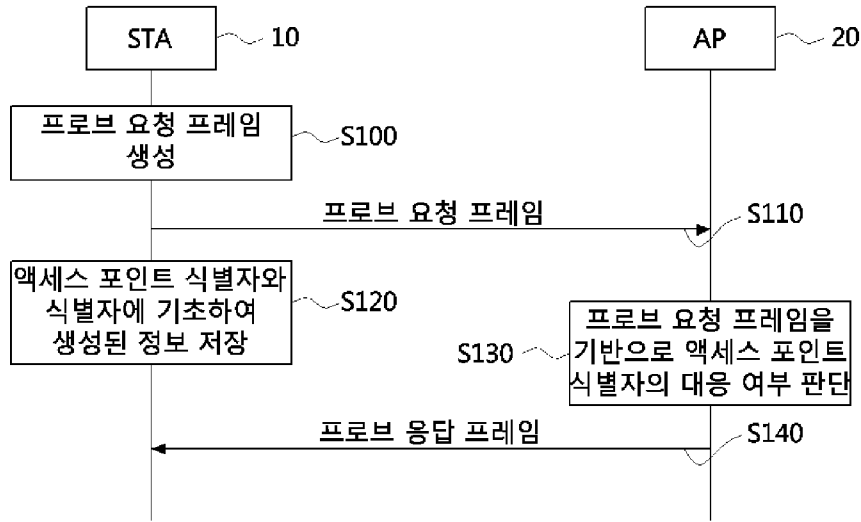 STA
10
AP
20
프로브 요청 프레임
생성
S100
프로브 요청 프레임
S110
액세스 포인트 식별자와
식별자에 기초하여
생성된 정보 저장
S120
프로브 요청 프레임을
기반으로 액세스 포인트
식별자의 대응 여부 판단
S130
프로브 응답 프레임
S140